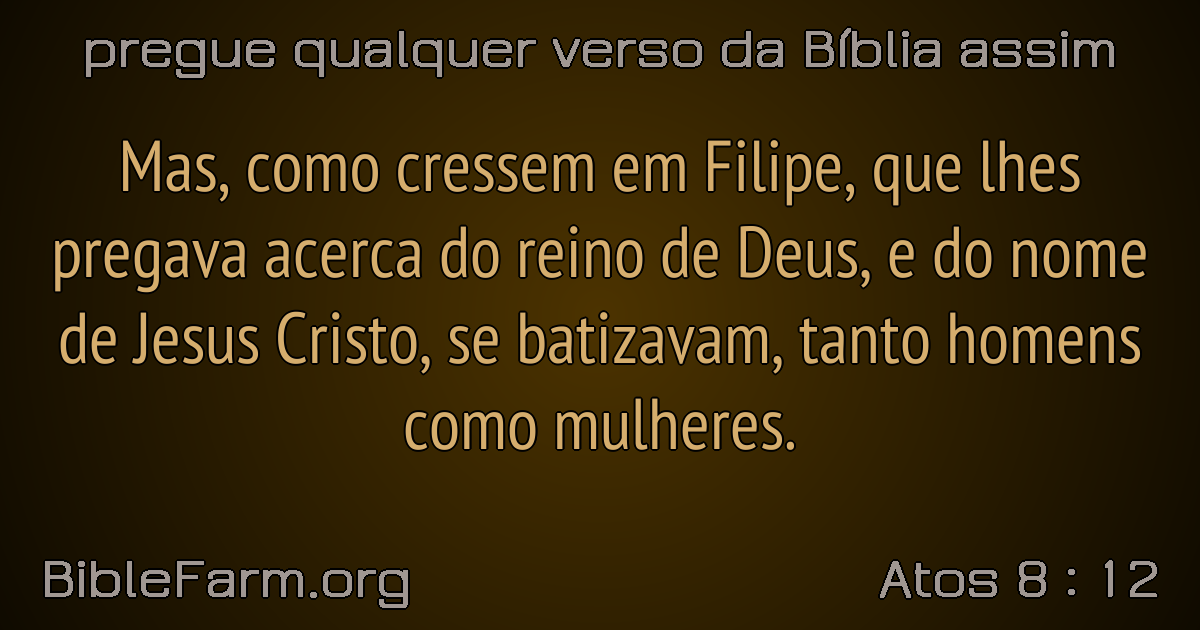 pregue qualquer verso da Bíblia assim
Mas, como cressem em Filipe, que lhes
pregava acerca do reino de Deus, e do nome
de Jesus Cristo, se batizavam, tanto homens
como mulheres.
BibleFarm.org
Atos 8 : 12